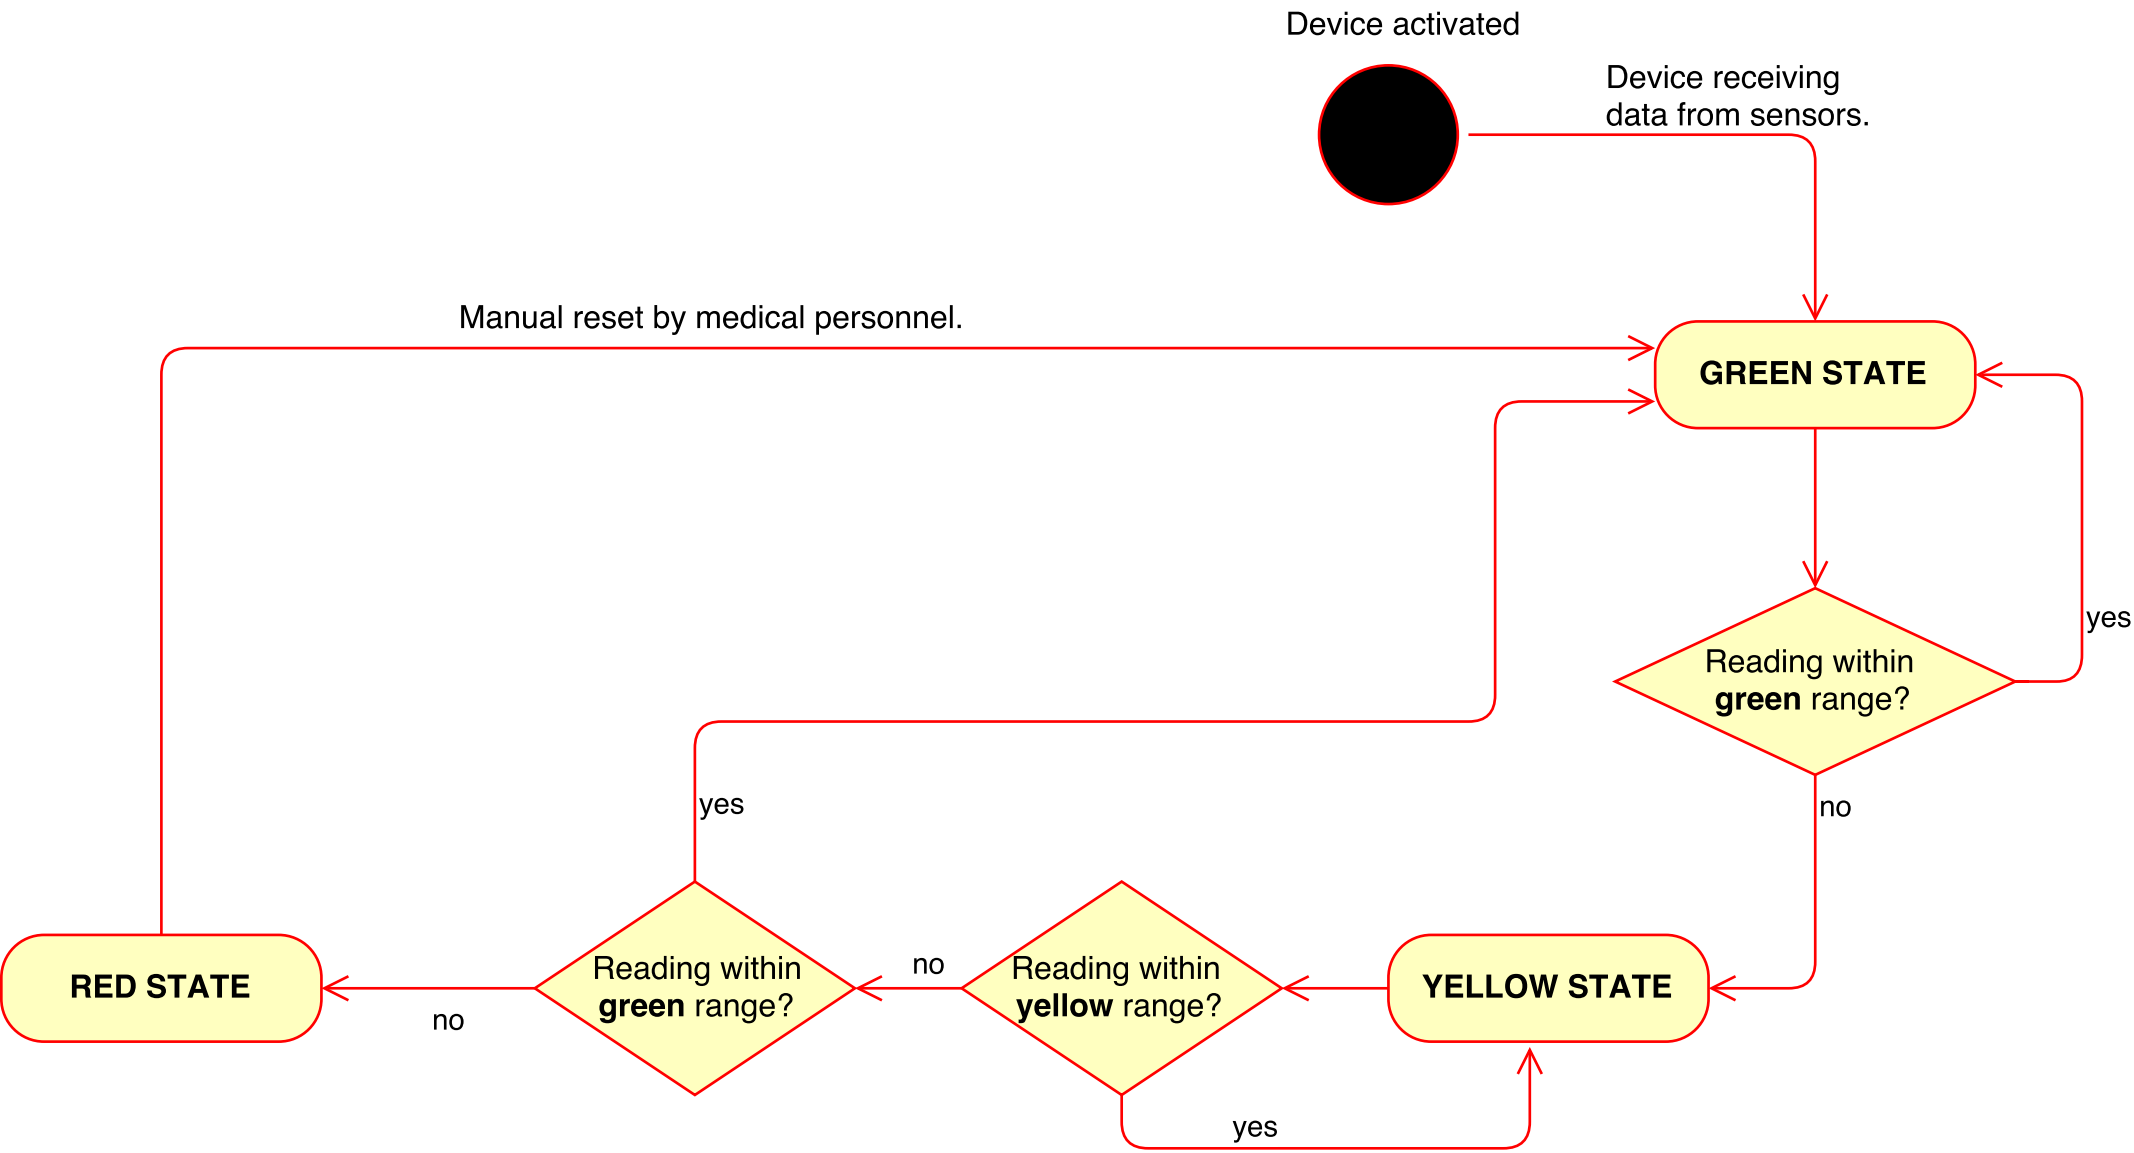 Device activated
Device receiving
data from sensors.
Manual reset by medical personnel.
GREEN STATE
yes
Reading within
green range?
no
yes
RED STATE
no
Reading within
green range?
no
Reading within
yellow range?
YELLOW STATE
yes